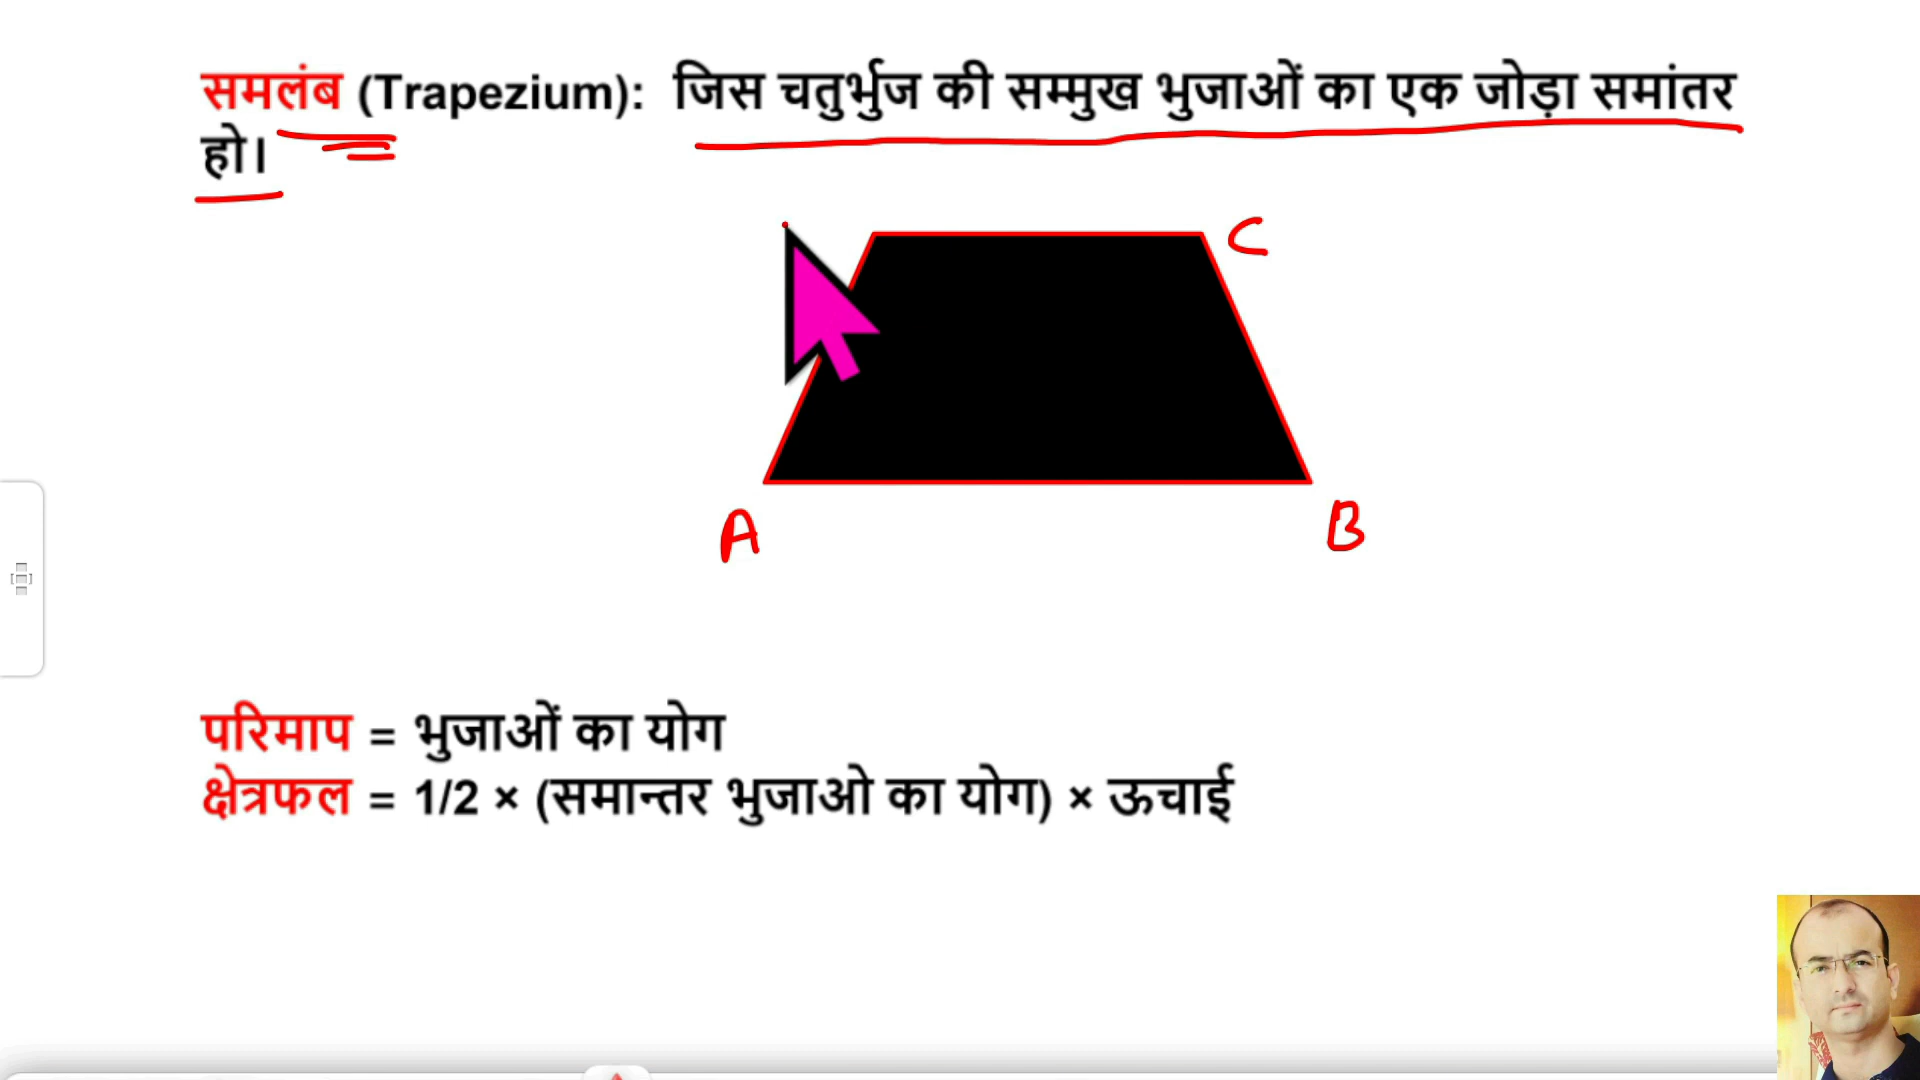 समलंब (Trapezium): जिस चतुर्भुज की सम्मुख भुजाओं का एक जोड़ा समांतर
हो।
C
A B
परिमाप = भुजाओं का योग
क्षेत्रफल = 1/2 × (समान्तर भुजाओ का योग) × ऊचाई